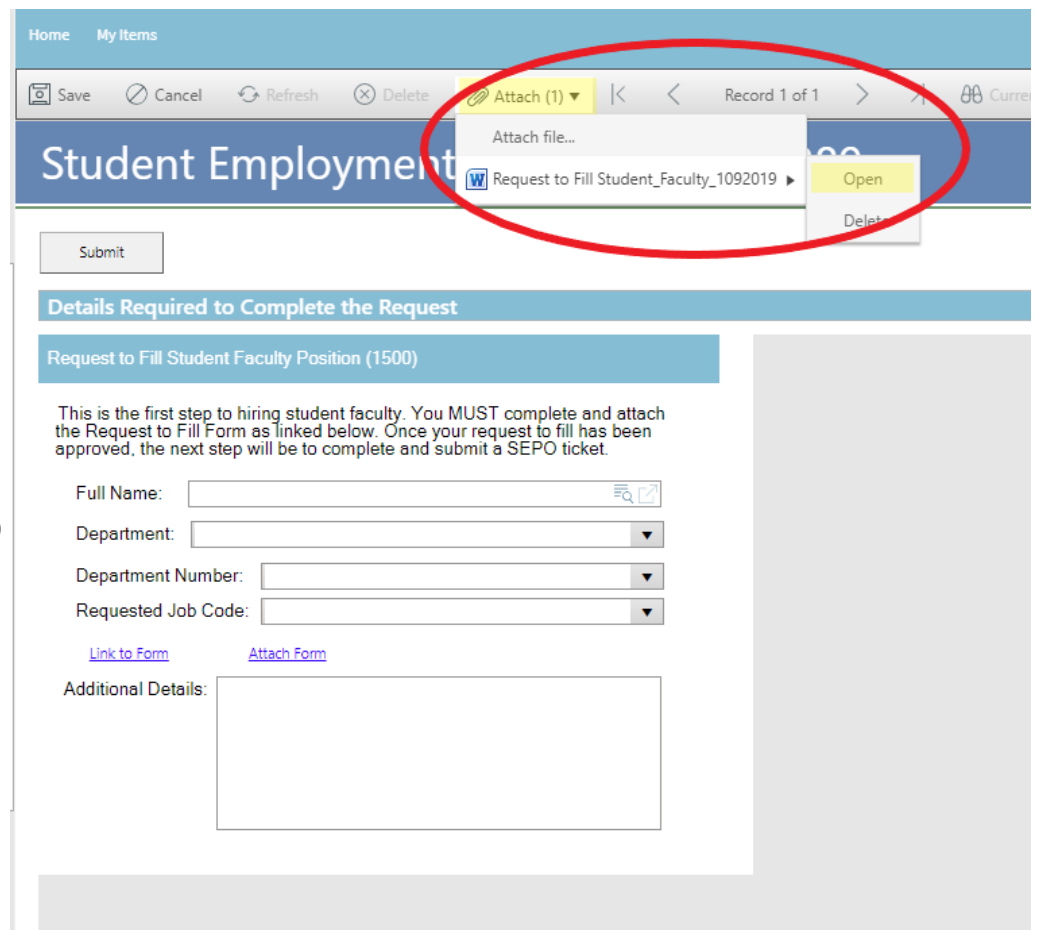 Home My Items
Save Cancel Refresh Delete Attach (1) Record 1 of 1
Attach file...
Student Employment
Request to Fill Student_Faculty_1092019 Open
Delete
Submit
Details Required to Complete the Request
Request to Fill Student Faculty Position (1500)
This is the first step to hiring student faculty. You MUST complete and attach
the Request to Fill Form as linked below. Once your request to fill has been
approved, the next step will be to complete and submit a SEPO ticket.
Full Name:
Department:
Department Number:
Requested Job Code:
Link to Form Attach Form
Additional Details: